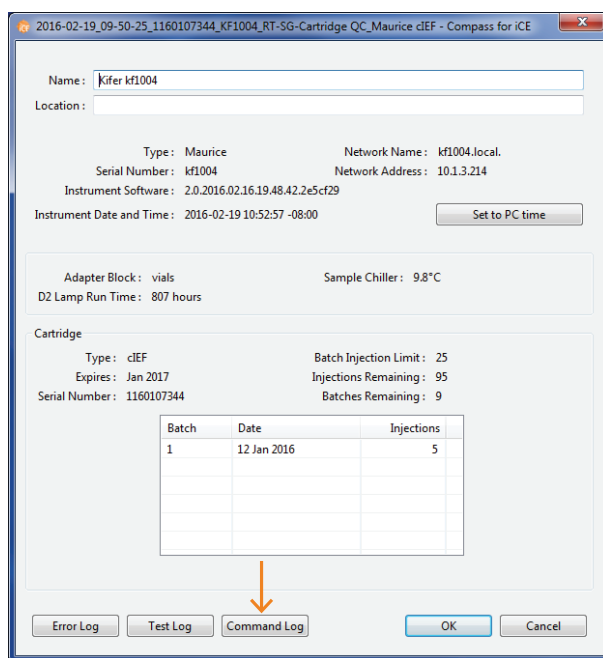 2016-02-19_09-50-25_1160107344_KF1004_RT-SG-Cartridge QC_Maurice cIEF - Compass for iCE
Name : Kifer kf1004
Location :
Type : Maurice Network Name : kf1004.local.
Serial Number : kf1004 Network Address : 10.1.3.214
Instrument Software : 2.0.2016.02.16.19.48.42.2e5cf29
Instrument Date and Time : 2016-02-19 10:52:57 -08:00 Set to PC time
Adapter Block : vials Sample Chiller : 9.8°C
D2 Lamp Run Time : 807 hours
Cartridge
Type : cIEF Batch Injection Limit : 25
Expires : Jan 2017 Injections Remaining : 95
Serial Number : 1160107344 Batches Remaining : 9
Batch Date Injections
1 12 Jan 2016 5
Error Log Test Log Command Log OK Cancel